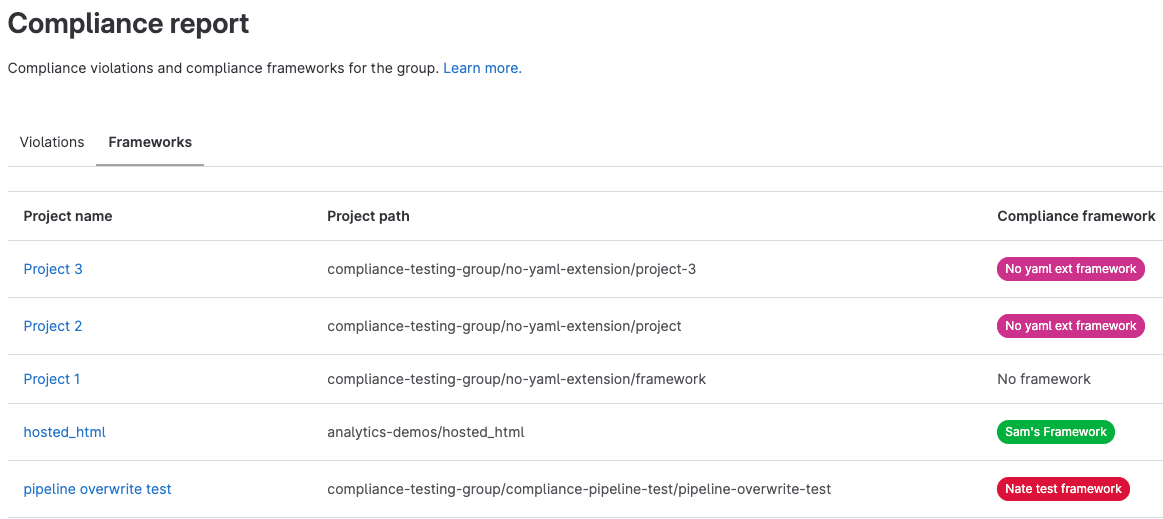 Compliance report
Compliance violations and compliance frameworks for the group. Learn more.
Violations Frameworks
Project name Project path Compliance framework
Project 3 compliance-testing-group/no-yaml-extension/project-3 No yaml ext framework
Project 2 compliance-testing-group/no-yaml-extension/project No yaml ext framework
Project 1 compliance-testing-group/no-yaml-extension/framework No framework
hosted_html analytics-demos/hosted_html Sam's Framework
pipeline overwrite test compliance-testing-group/compliance-pipeline-test/pipeline-overwrite-test Nate test framework